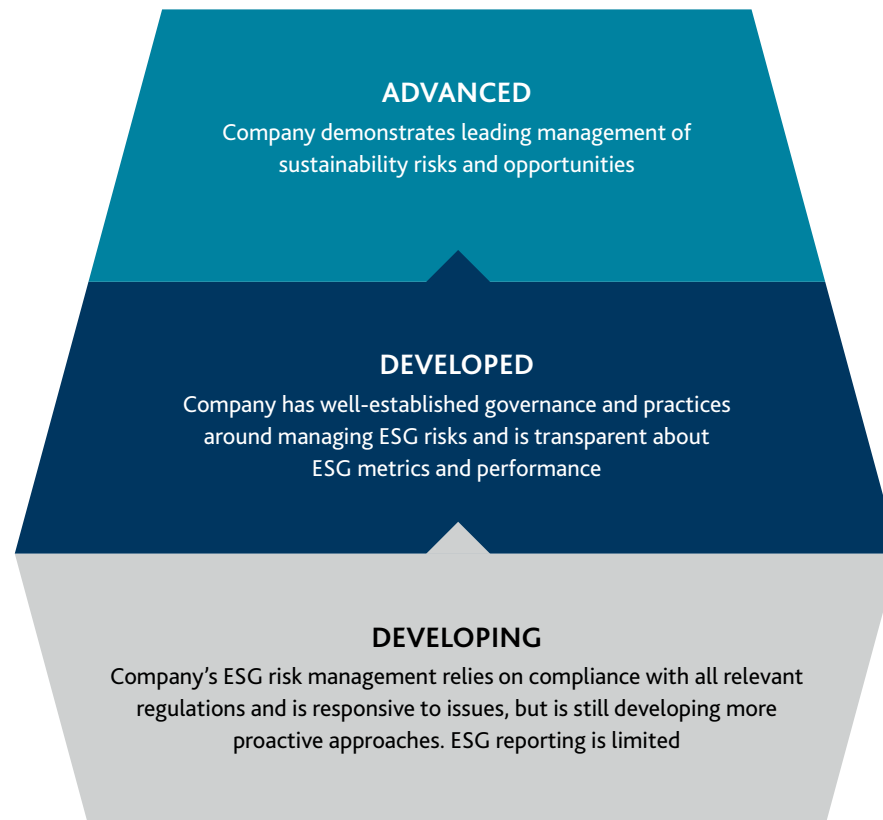 ADVANCED
Company demonstrates leading management of
sustainability risks and opportunities
DEVELOPED
Company has well-established governance and practices
around managing ESG risks and is transparent about
ESG metrics and performance
DEVELOPING
Company’s ESG risk management relies on compliance with all relevant
regulations and is responsive to issues, but is still developing more
proactive approaches. ESG reporting is limited